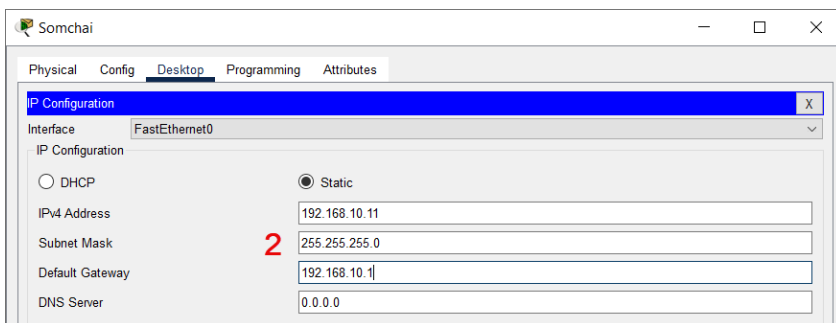 Somchai
Physical Config Desktop Programming Attributes
IP Configuration X
Interface FastEthernet0
IP Configuration
DHCP Static
IPv4 Address 192.168.10.11
Subnet Mask 2 255.255.255.0
Default Gateway 192.168.10.1
DNS Server 0.0.0.0